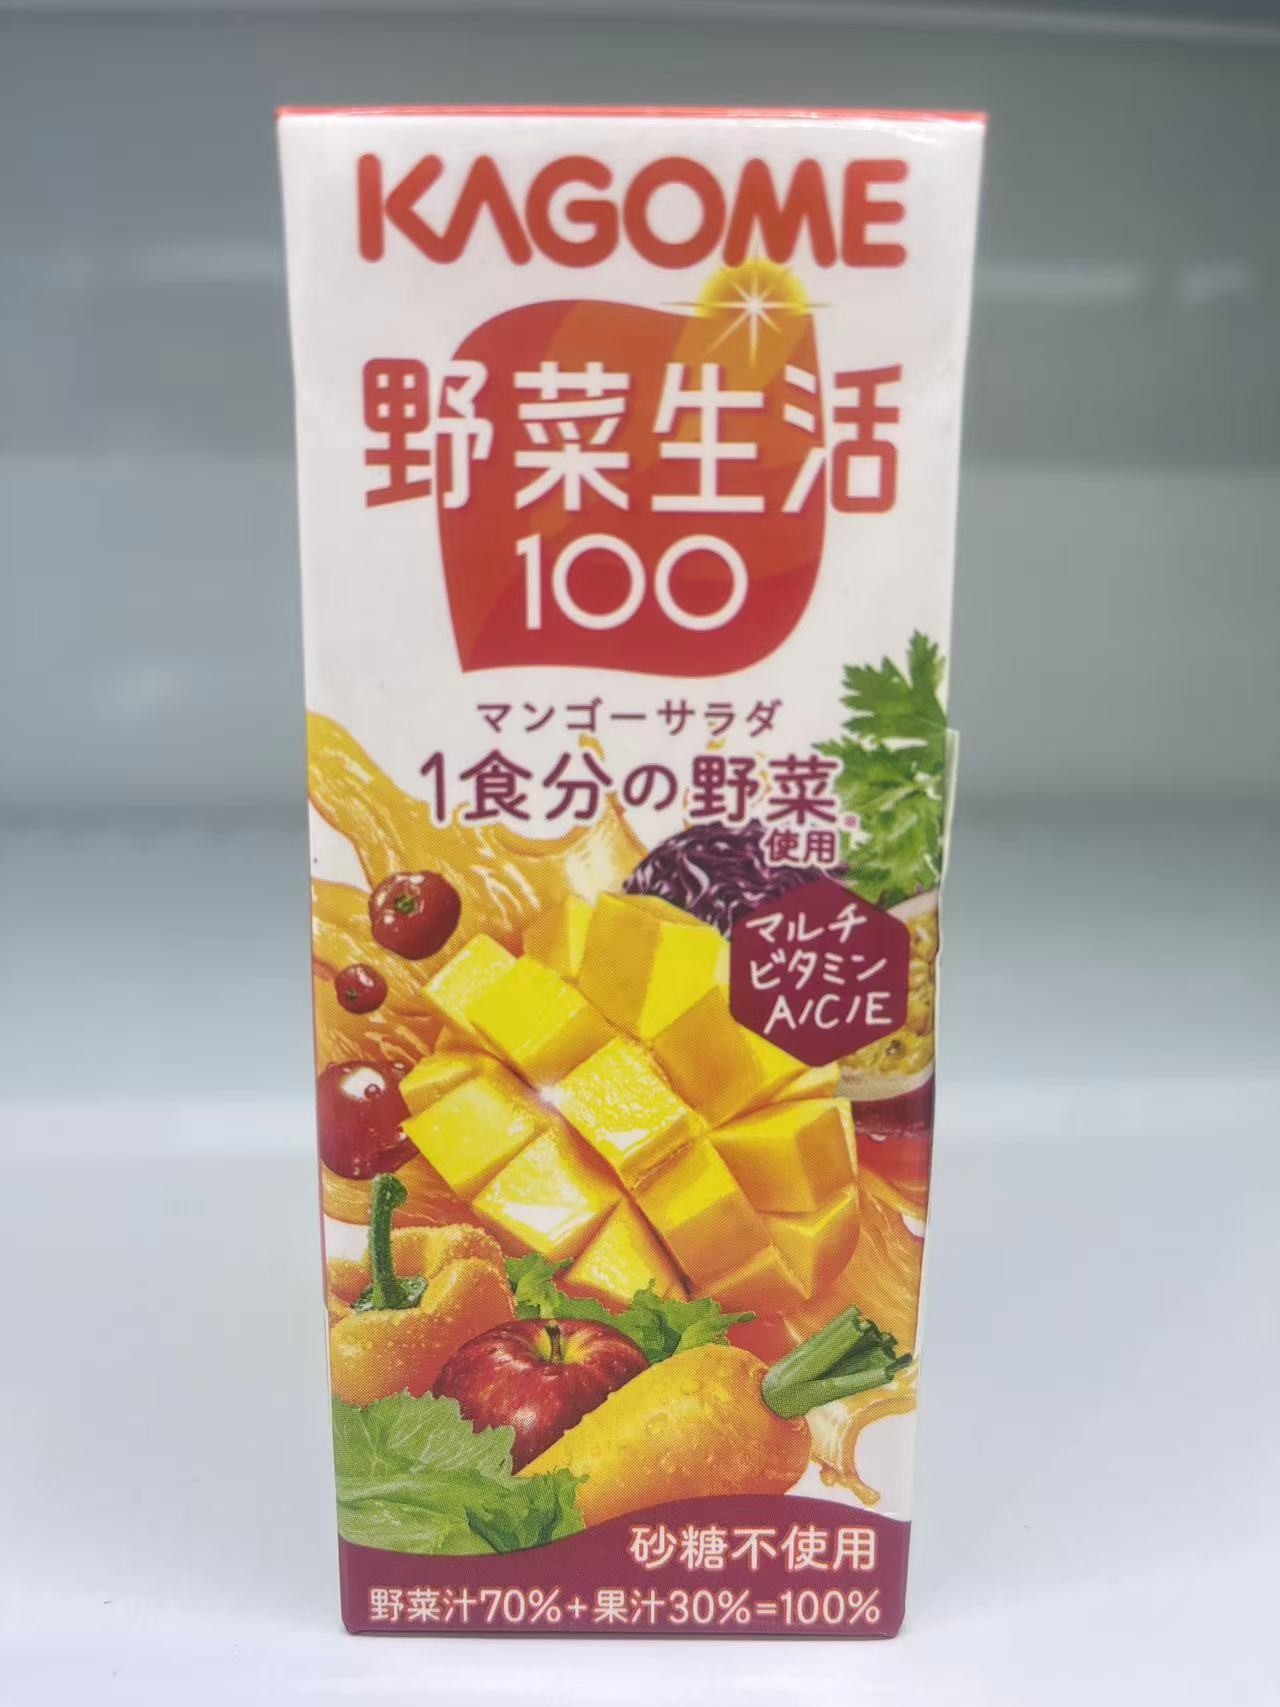 KAGOME
野菜生活
100
マンゴーサラダ
1食分の野菜
使用※
マルチ
ビタミン
A/C/E
砂糖不使用
野菜汁70%+果汁30%=100%